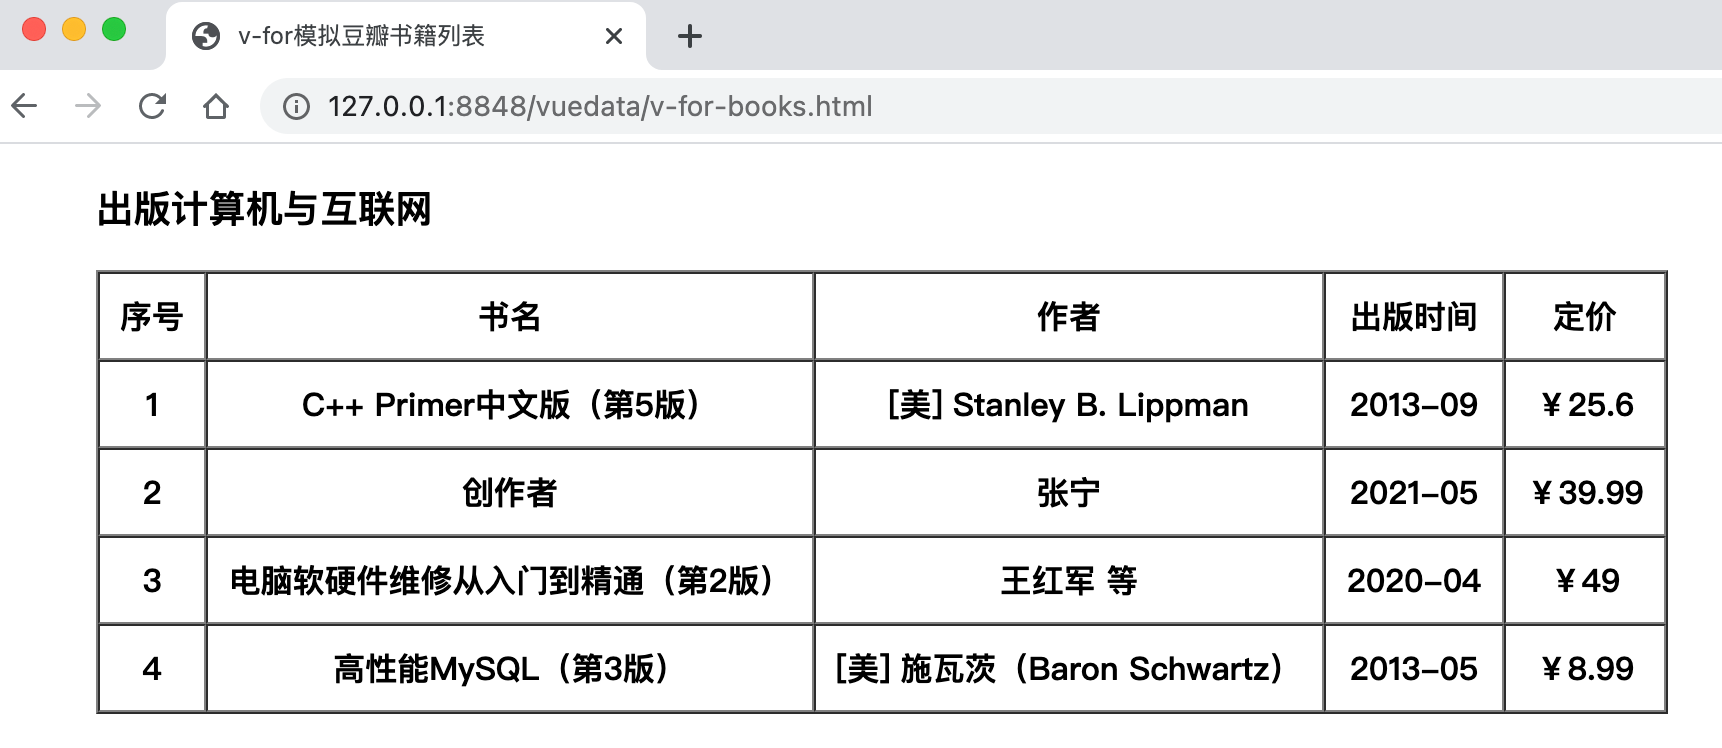 v-for模拟豆瓣书籍列表
127.0.0.1:8848/vuedata/v-for-books.html
出版计算机与互联网
序号 书名 作者 出版时间 定价
1 C++ Primer中文版（第5版） [美] Stanley B. Lippman 2013-09 ¥25.6
2 创作者 张宁 2021-05 ¥39.99
3 电脑软硬件维修从入门到精通（第2版） 王红军 等 2020-04 ¥49
4 高性能MySQL（第3版） [美] 施瓦茨（Baron Schwartz） 2013-05 ¥8.99